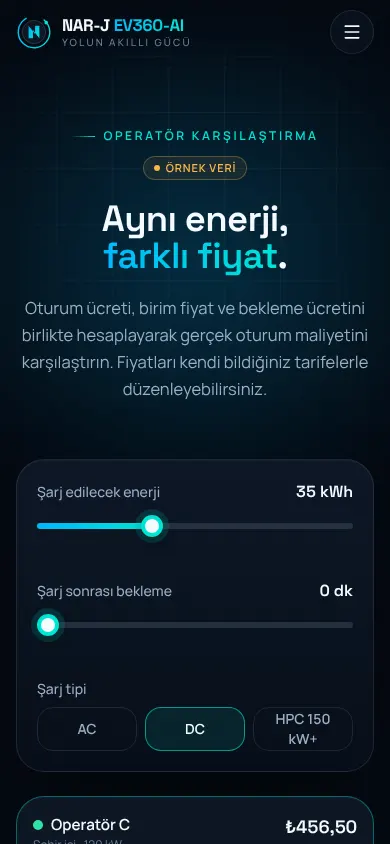 NAR-J EV360-AI
YOLUN AKILLI GÜCÜ
OPERATÖR KARŞILAŞTIRMA
ÖRNEK VERİ
Aynı enerji,
farklı fiyat.
Oturum ücreti, birim fiyat ve bekleme ücretini
birlikte hesaplayarak gerçek oturum maliyetini
karşılaştırın. Fiyatları kendi bildiğiniz tarifelerle
düzenleyebilirsiniz.
Şarj edilecek enerji 35 kWh
Şarj sonrası bekleme 0 dk
Şarj tipi
AC DC HPC 150
kW+
Operatör C ₺456,50